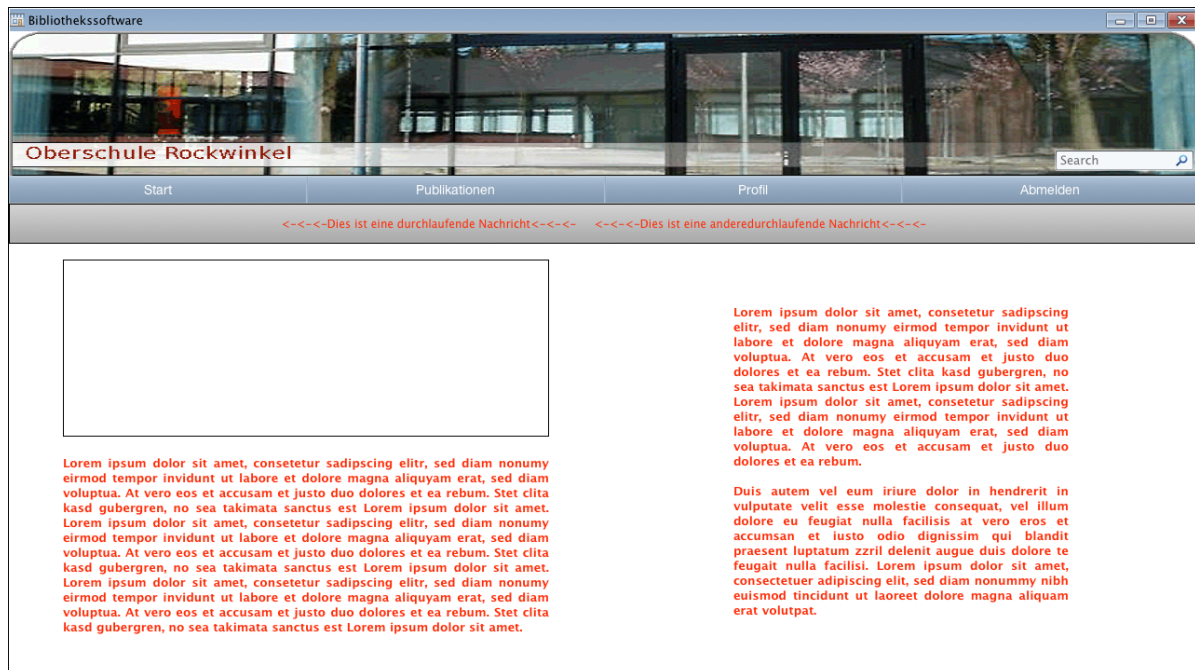 Bibliothekssoftware
Oberschule Rockwinkel
Search
Start
Publikationen
Profil
Abmelden
<-<-<-Dies ist eine durchlaufende Nachricht<-<-<-
<-<-<-Dies ist eine anderedurchlaufende Nachricht<-<-<-
Lorem ipsum dolor sit amet, consetetur sadipscing elitr, sed diam nonumy
eirmod tempor invidunt ut labore et dolore magna aliquyam erat, sed diam
voluptua. At vero eos et accusam et justo duo dolores et ea rebum. Stet clita
kasd gubergren, no sea takimata sanctus est Lorem ipsum dolor sit amet.
Lorem ipsum dolor sit amet, consetetur sadipscing elitr, sed diam nonumy
eirmod tempor invidunt ut labore et dolore magna aliquyam erat, sed diam
voluptua. At vero eos et accusam et justo duo dolores et ea rebum. Stet clita
kasd gubergren, no sea takimata sanctus est Lorem ipsum dolor sit amet.
Lorem ipsum dolor sit amet, consetetur sadipscing elitr, sed diam nonumy
eirmod tempor invidunt ut labore et dolore magna aliquyam erat, sed diam
voluptua. At vero eos et accusam et justo duo dolores et ea rebum. Stet clita
kasd gubergren, no sea takimata sanctus est Lorem ipsum dolor sit amet.
Lorem ipsum dolor sit amet, consetetur sadipscing
elitr, sed diam nonumy eirmod tempor invidunt ut
labore et dolore magna aliquyam erat, sed diam
voluptua. At vero eos et accusam et justo duo
dolores et ea rebum. Stet clita kasd gubergren, no
sea takimata sanctus est Lorem ipsum dolor sit amet.
Lorem ipsum dolor sit amet, consetetur sadipscing
elitr, sed diam nonumy eirmod tempor invidunt ut
labore et dolore magna aliquyam erat, sed diam
voluptua. At vero eos et accusam et justo duo
dolores et ea rebum.
Duis autem vel eum iriure dolor in hendrerit in
vulputate velit esse molestie consequat, vel illum
dolore eu feugiat nulla facilisis at vero eros et
accumsan et iusto odio dignissim qui blandit
praesent luptatum zzril delenit augue duis dolore te
feugait nulla facilisi. Lorem ipsum dolor sit amet,
consectetuer adipiscing elit, sed diam nonummy nibh
euismod tincidunt ut laoreet dolore magna aliquam
erat volutpat.